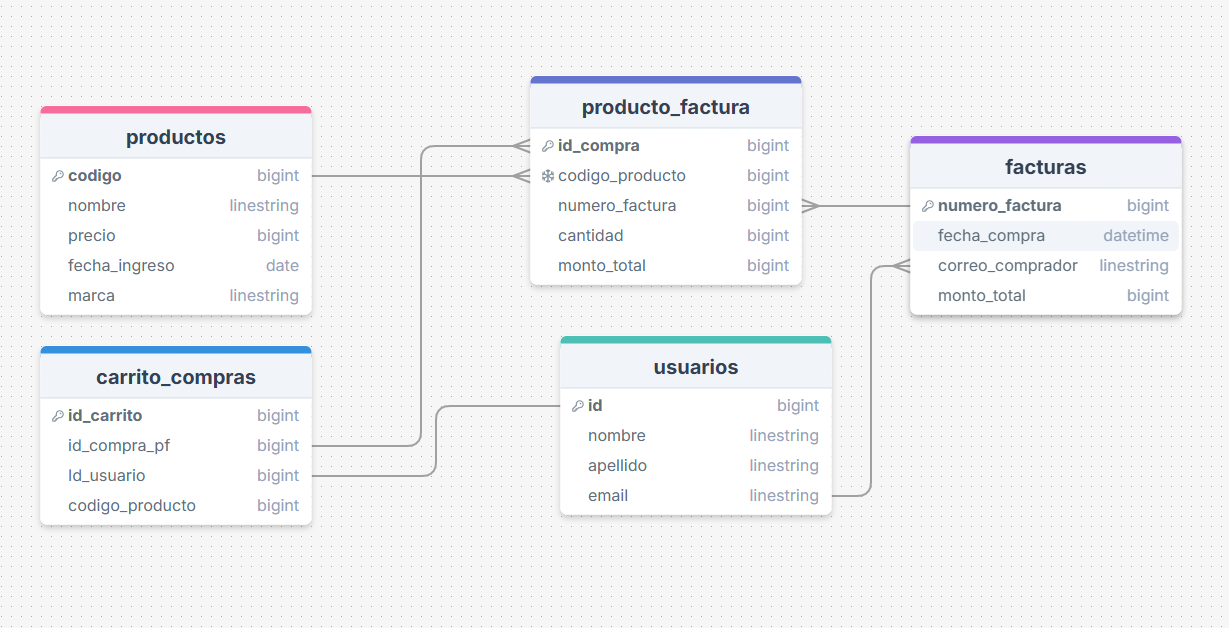 productos
codigo bigint
nombre linestring
precio bigint
fecha_ingreso date
marca linestring
carrito_compras
id_carrito bigint
id_compra_pf bigint
Id_usuario bigint
codigo_producto bigint
producto_factura
id_compra bigint
codigo_producto bigint
numero_factura bigint
cantidad bigint
monto_total bigint
usuarios
id bigint
nombre linestring
apellido linestring
email linestring
facturas
numero_factura bigint
fecha_compra datetime
correo_comprador linestring
monto_total bigint